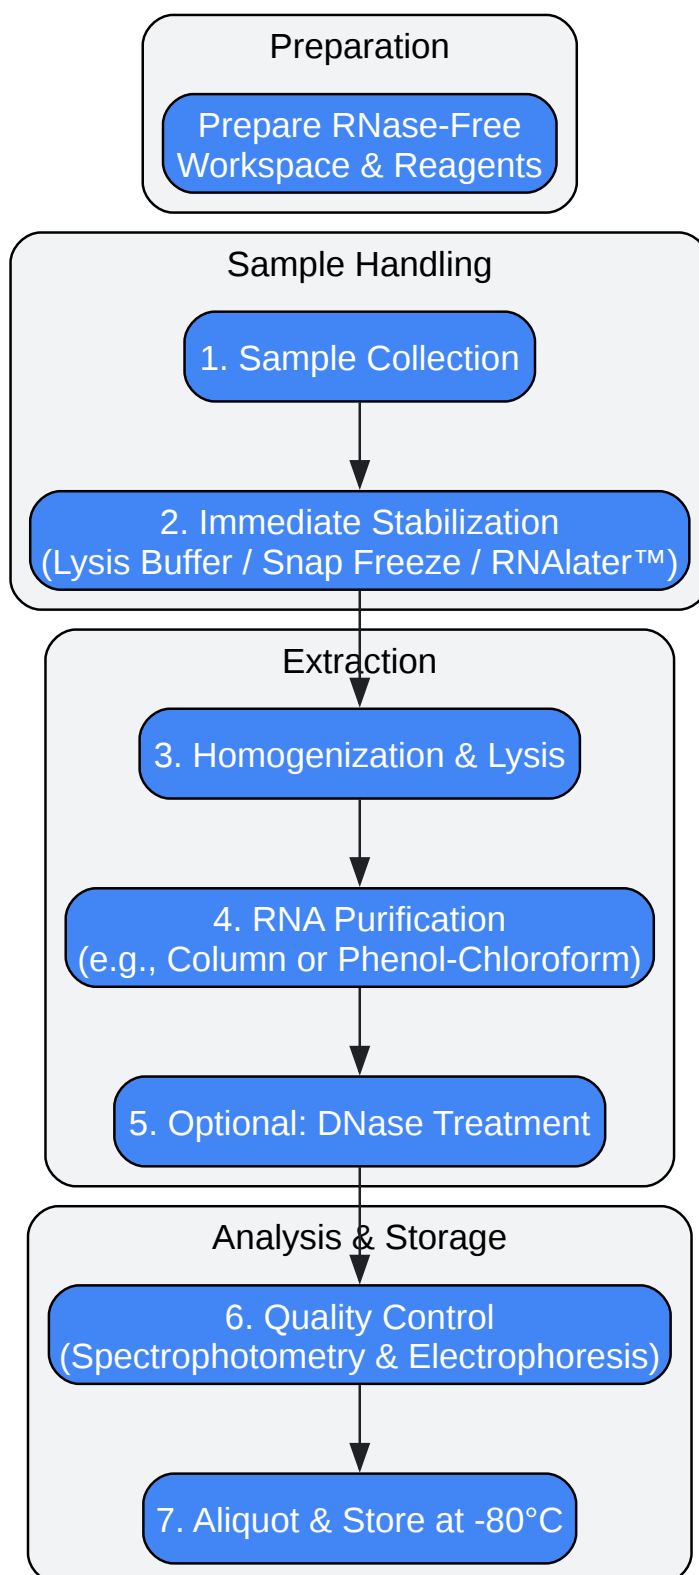 Preparation
Prepare RNase-Free
Workspace & Reagents
Sample Handling
1. Sample Collection
2. Immediate Stabilization
(Lysis Buffer / Snap Freeze / RNAlater™)
Extraction
3. Homogenization & Lysis
4. RNA Purification
(e.g., Column or Phenol-Chloroform)
5. Optional: DNase Treatment
Analysis & Storage
6. Quality Control
(Spectrophotometry & Electrophoresis)
7. Aliquot & Store at -80°C